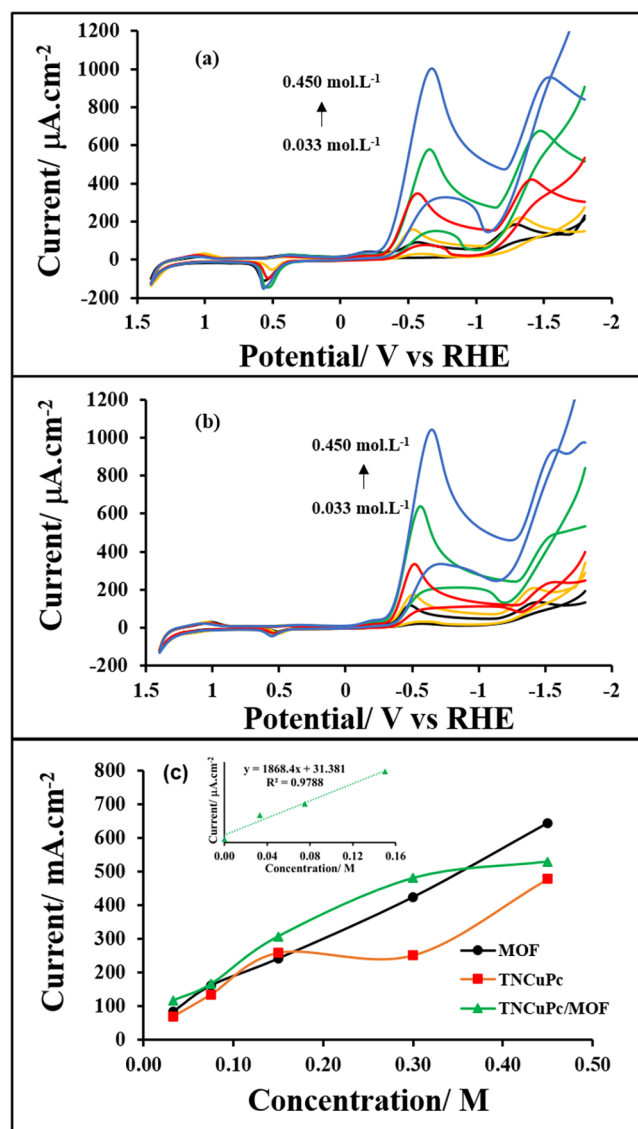 1200
1000
800
600
400
200
0
-200
(a)
0.450 mol.L-1
0.033 mol.L-1
Current/ µA.cm-2
1.5 1 0.5 0 -0.5 -1 -1.5 -2
Potential/ V vs RHE
1200
1000
800
600
400
200
0
-200
(b)
0.450 mol.L-1
0.033 mol.L-1
Current/ µA.cm-2
1.5 1 0.5 0 -0.5 -1 -1.5 -2
Potential/ V vs RHE
800
700
600
500
400
300
200
100
0
(c)
y = 1868.4x + 31.381
R² = 0.9788
Current/ µA.cm-2
0.00 0.04 0.08 0.12 0.16
Concentration/ M
MOF
TNCuPc
TNCuPc/MOF
Current/ mA.cm-2
0.00 0.10 0.20 0.30 0.40 0.50
Concentration/ M